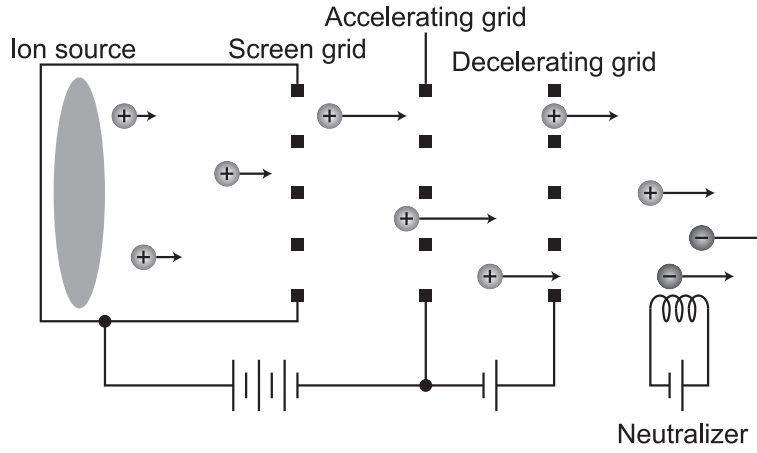 Accelerating grid
Ion source
Screen grid
Decelerating grid
+
+
+
+
+
+
+
+
−
−
Neutralizer